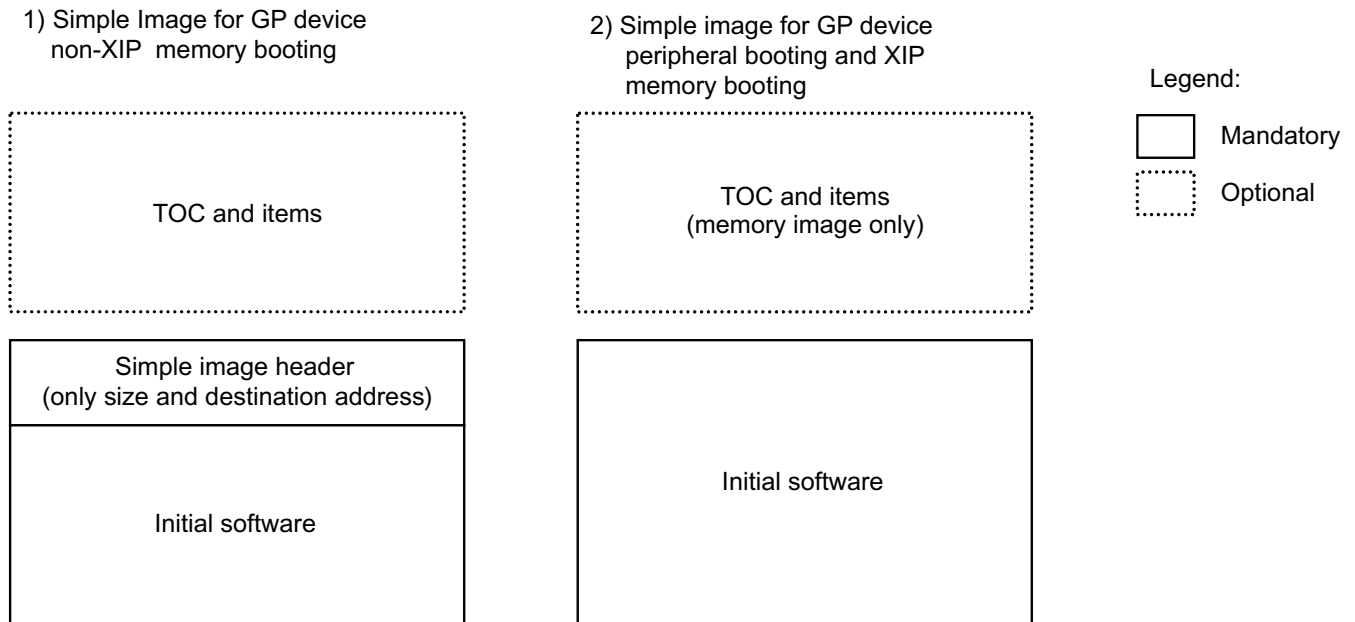 1) Simple Image for GP device
non-XIP memory booting
TOC and items
Simple image header
(only size and destination address)
Initial software
2) Simple image for GP device
peripheral booting and XIP
memory booting
TOC and items
(memory image only)
Initial software
Legend:
Mandatory
Optional